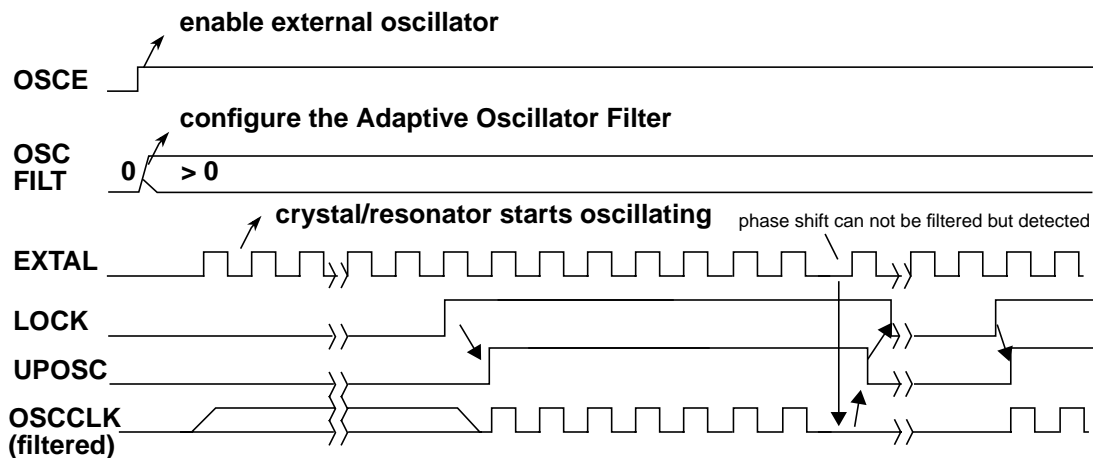 enable external oscillator
OSCE
configure the Adaptive Oscillator Filter
OSC
FILT
0
> 0
crystal/resonator starts oscillating
phase shift can not be filtered but detected
EXTAL
LOCK
UPOSC
OSCCLK
(filtered)